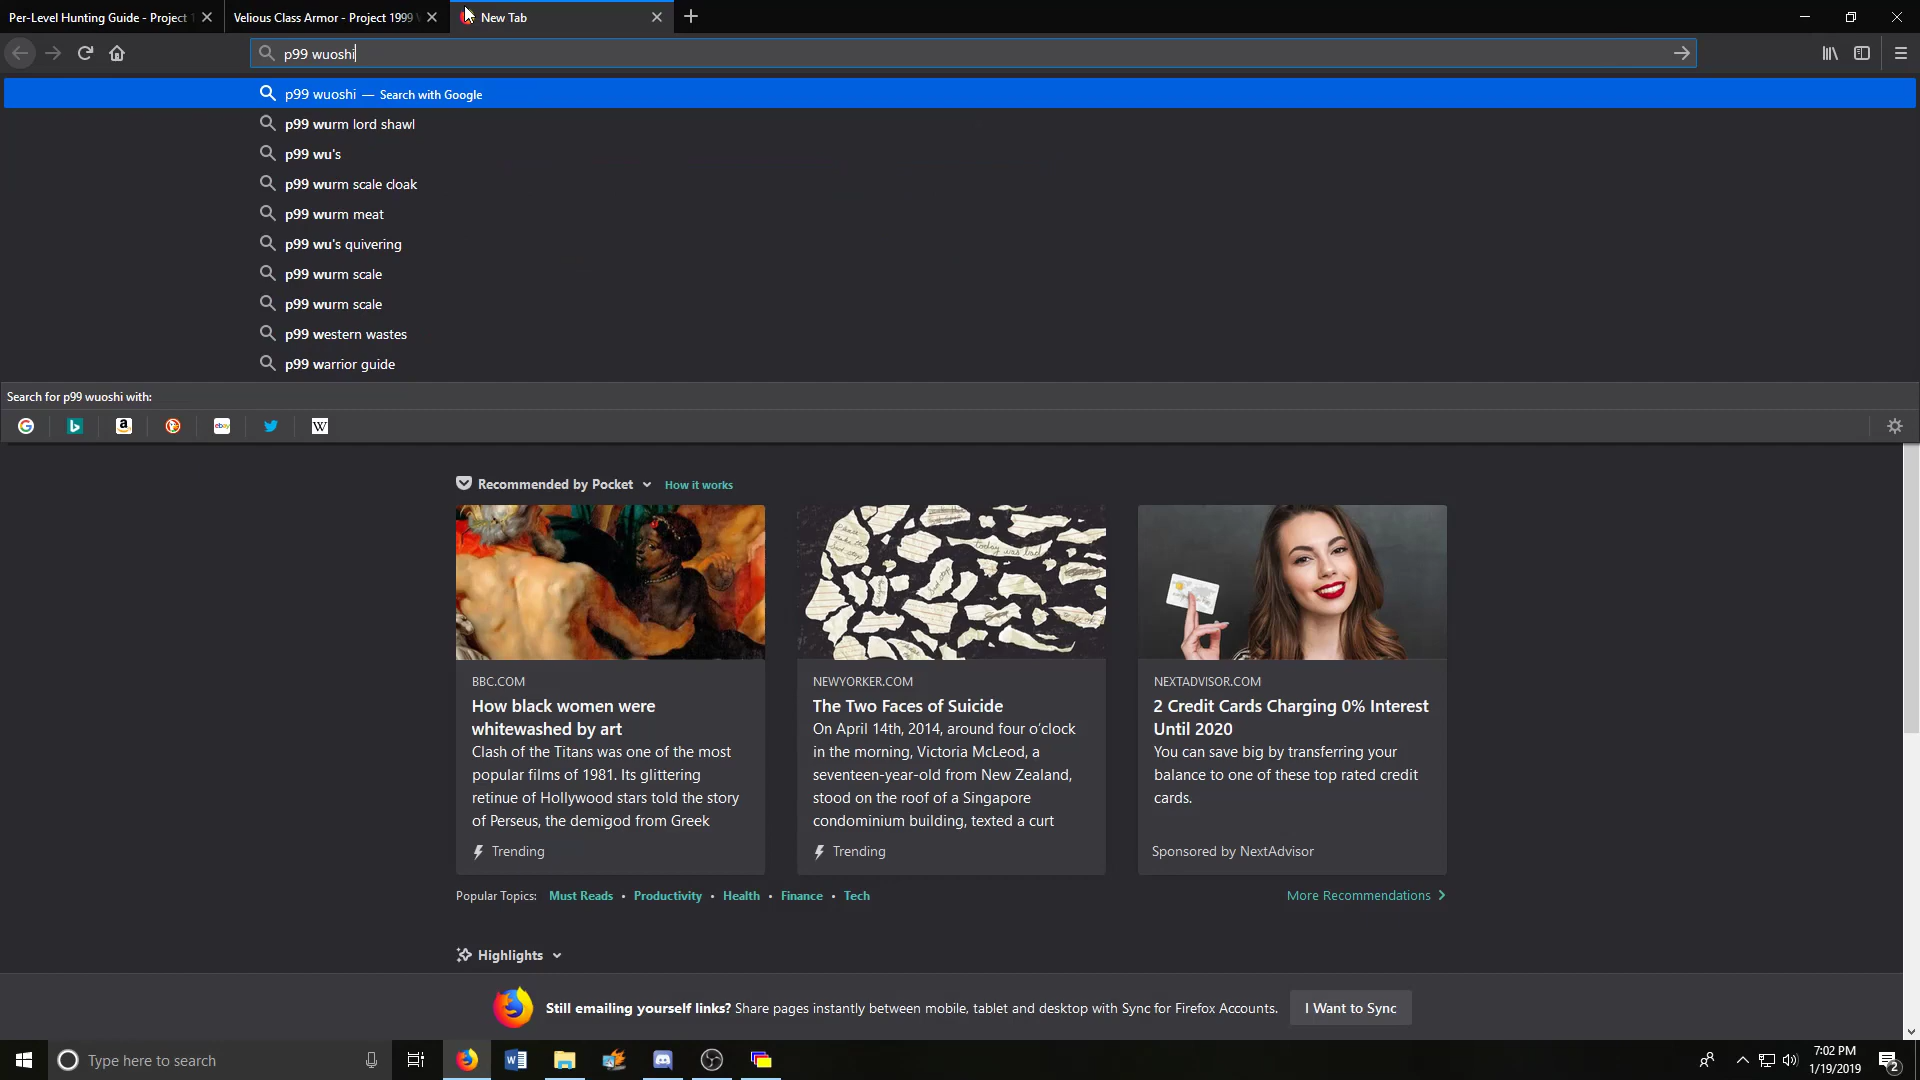 Per-Level Hunting Guide - Project 1
Velious Class Armor - Project 1999
New Tab
p99 wuoshi
p99 wuoshi — Search with Google
p99 wurm lord shawl
p99 wu's
p99 wurm scale cloak
p99 wurm meat
p99 wu's quivering
p99 wurm scale
p99 wurm scale
p99 western wastes
p99 warrior guide
Search for p99 wuoshi with:
Recommended by Pocket
How it works
BBC.COM
How black women were
whitewashed by art
Clash of the Titans was one of the most
popular films of 1981. Its glittering
retinue of Hollywood stars told the story
of Perseus, the demigod from Greek
Trending
today was bad
NEWYORKER.COM
The Two Faces of Suicide
On April 14th, 2014, around four o'clock
in the morning, Victoria McLeod, a
seventeen-year-old from New Zealand,
stood on the roof of a Singapore
condominium building, texted a curt
Trending
NEXTADVISOR.COM
2 Credit Cards Charging 0% Interest
Until 2020
You can save big by transferring your
balance to one of these top rated credit
cards.
Sponsored by NextAdvisor
Popular Topics: Must Reads • Productivity • Health • Finance • Tech
More Recommendations
Highlights
Still emailing yourself links? Share pages instantly between mobile, tablet and desktop with Sync for Firefox Accounts.
I Want to Sync
Type here to search
7:02 PM
1/19/2019
2